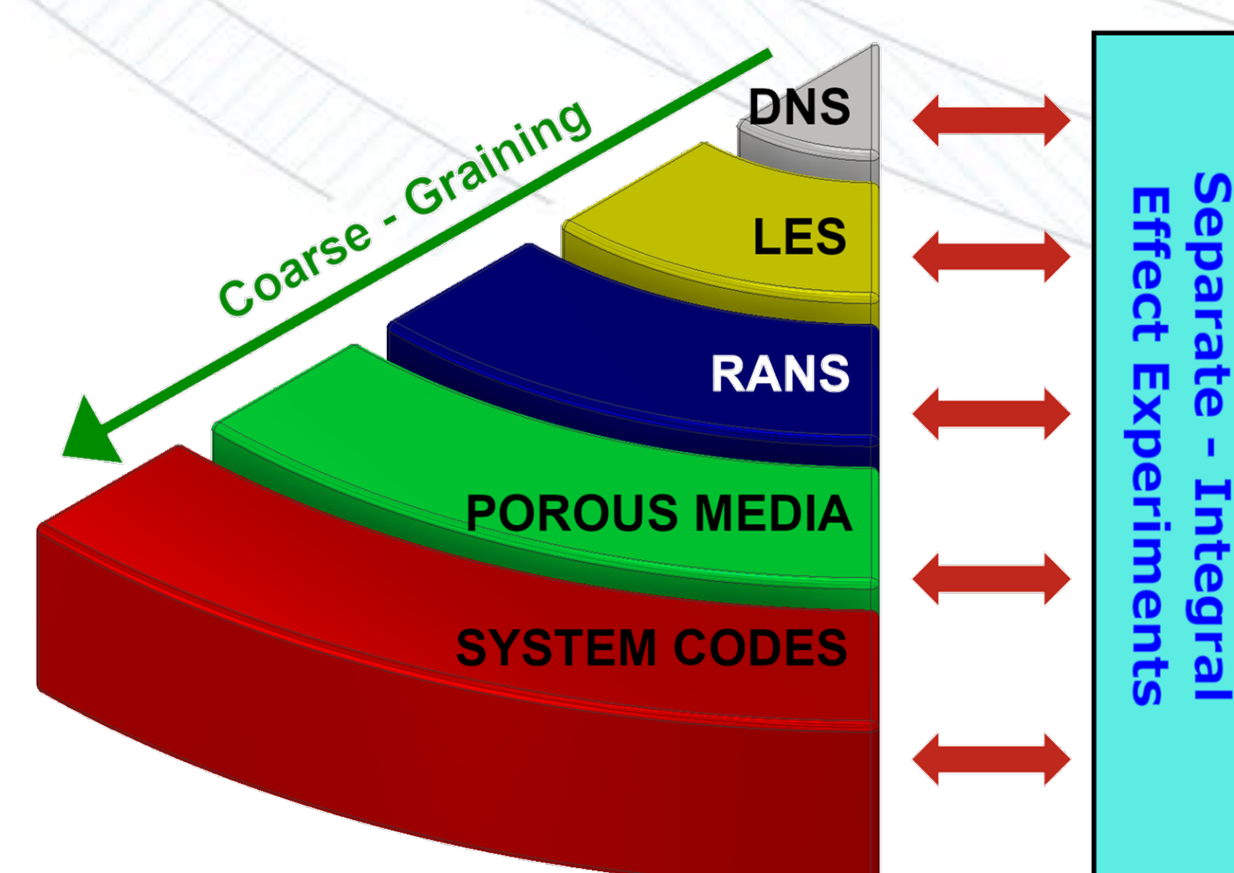 DNS
Coarse - Graining
LES
RANS
POROUS MEDIA
SYSTEM CODES
Separate - Integral
Effect Experiments